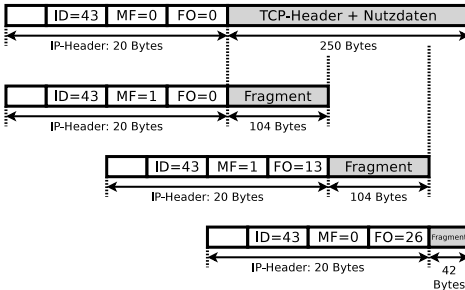 ID=43 MF=0 FO=0 TCP-Header + Nutzdaten
IP-Header: 20 Bytes 250 Bytes
ID=43 MF=1 FO=0 Fragment
IP-Header: 20 Bytes 104 Bytes
ID=43 MF=1 FO=13 Fragment
IP-Header: 20 Bytes 104 Bytes
ID=43 MF=0 FO=26 Fragment
IP-Header: 20 Bytes 42
Bytes